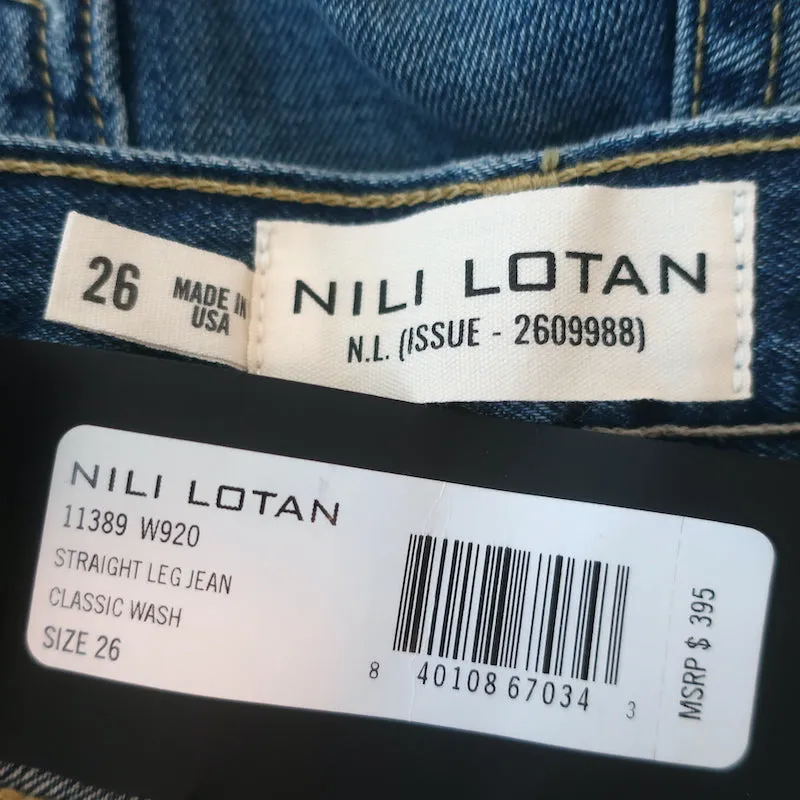 26
MADE IN
USA
NILI LOTAN
N.L. (ISSUE - 2609988)
NILI LOTAN
11389 W920
STRAIGHT LEG JEAN
CLASSIC WASH
SIZE 26
8 40108 67034 3
MSRP $ 395